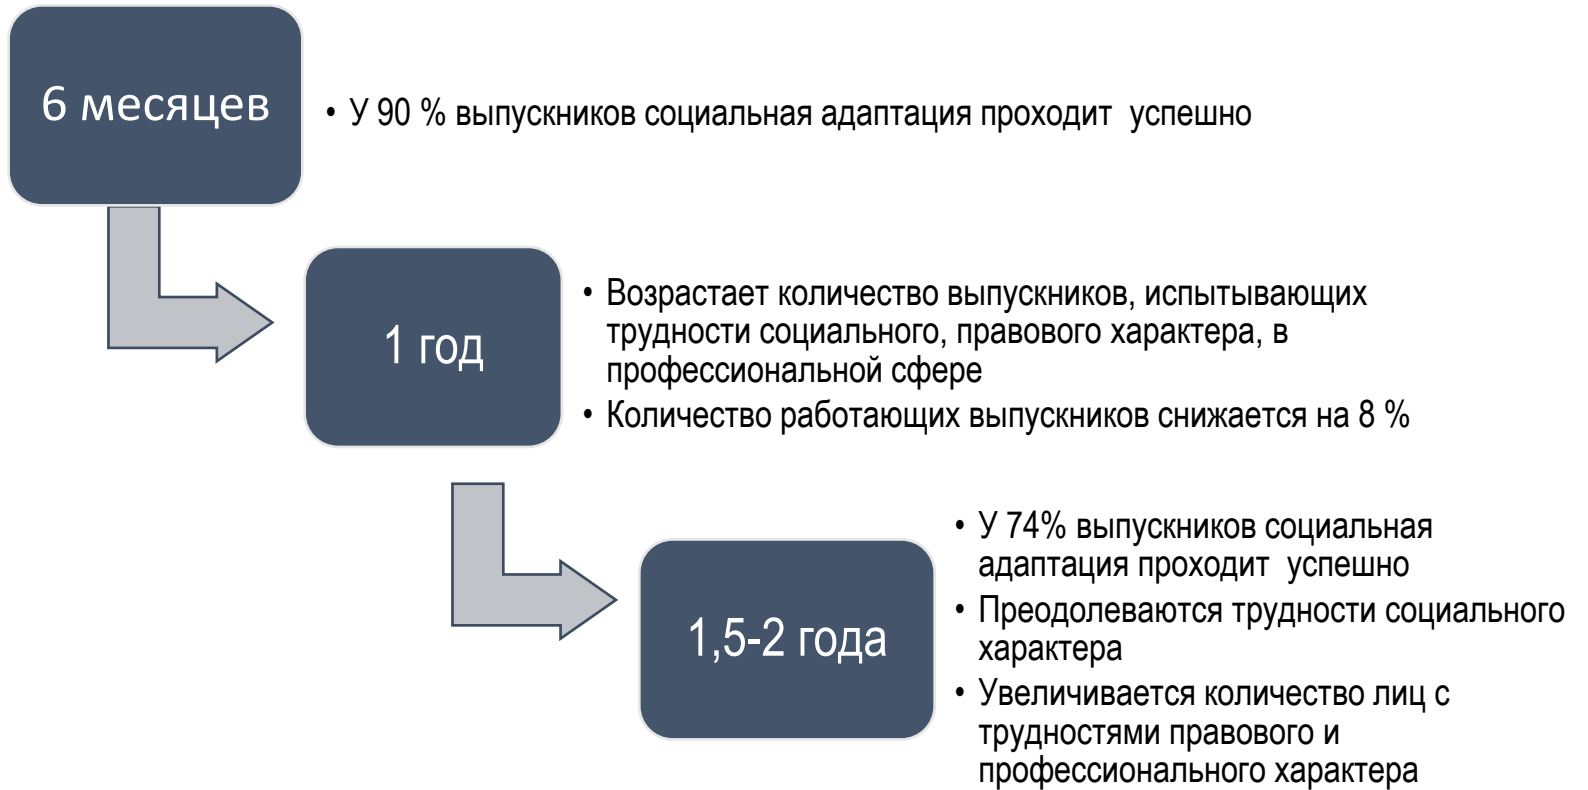 6 месяцев
• У 90 % выпускников социальная адаптация проходит  успешно
1 год
• Возрастает количество выпускников, испытывающих
трудности социального, правового характера, в
профессиональной сфере
• Количество работающих выпускников снижается на 8 %
1,5-2 года
• У 74% выпускников социальная
адаптация проходит  успешно
• Преодолеваются трудности социального
характера
• Увеличивается количество лиц с
трудностями правового и
профессионального характера